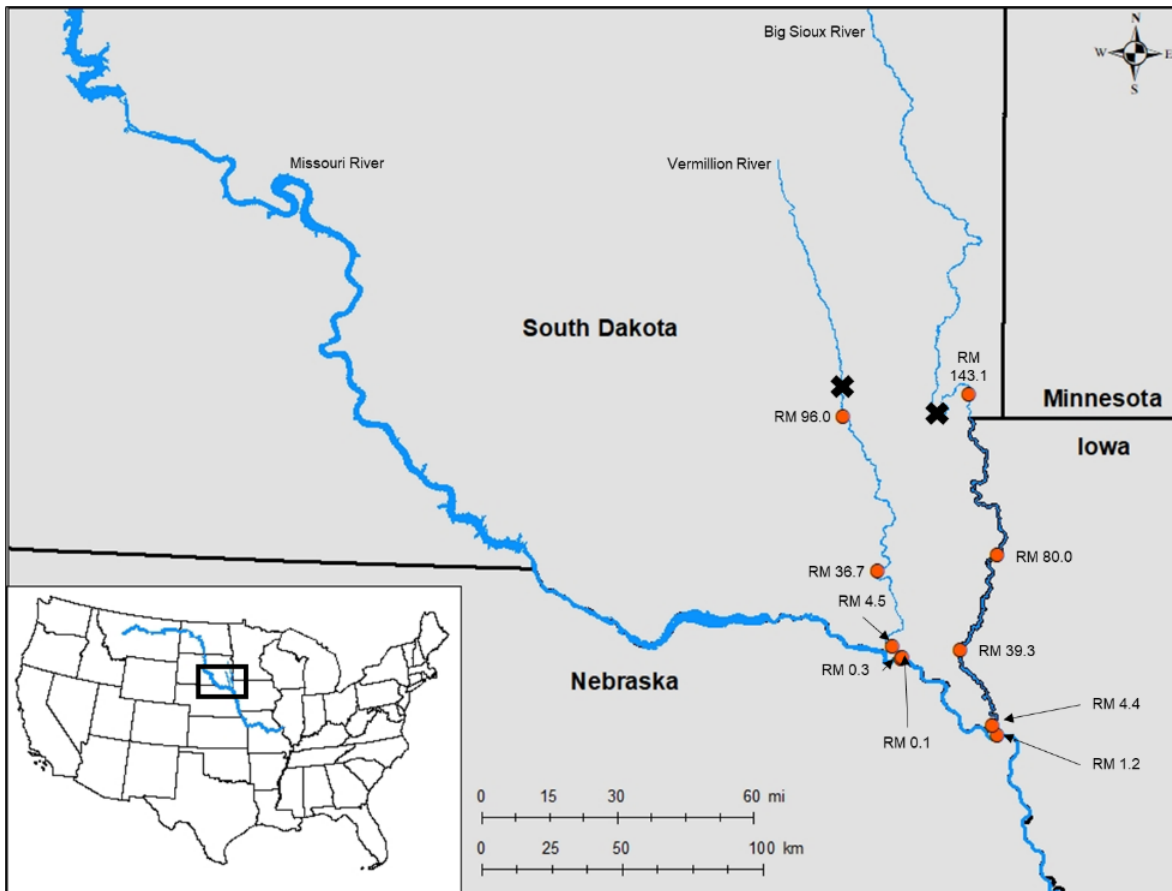 Big Sioux River
N
W E
S
Missouri River
Vermillion River
South Dakota
RM
143.1
Minnesota
RM 96.0
Iowa
RM 80.0
RM 36.7
RM 4.5
RM 39.3
RM 0.3
Nebraska
RM 4.4
RM 0.1
RM 1.2
0 15 30 60 mi
0 25 50 75 100 km